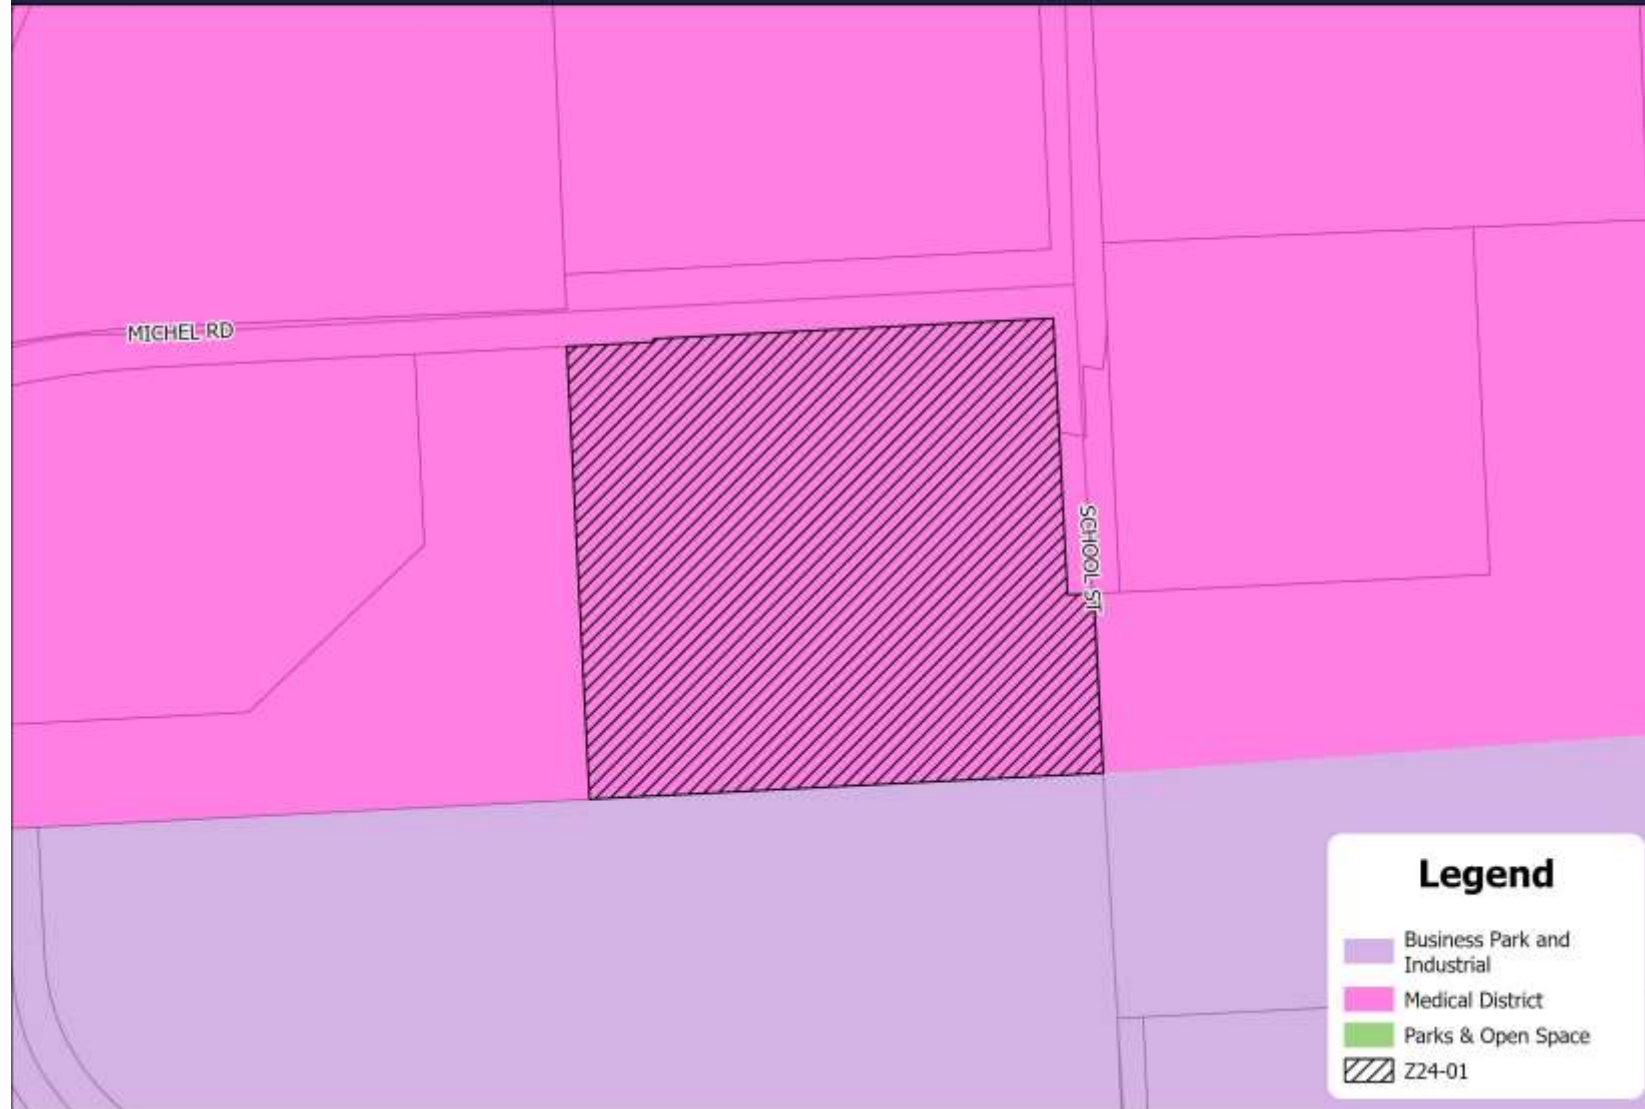 MICHEL RD
SCHOOL ST
Legend
Business Park and
Industrial
Medical District
Parks & Open Space
Z24-01